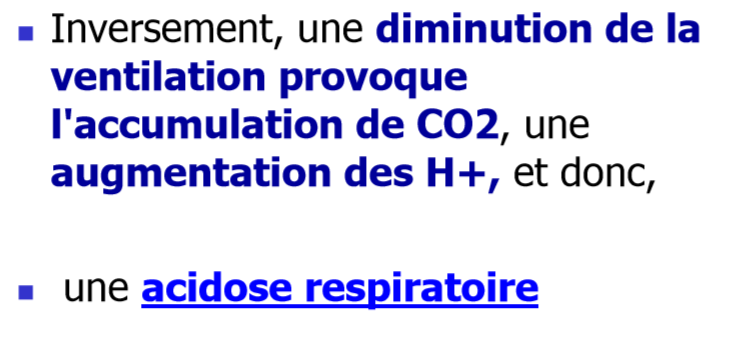 Inversement, une diminution de la
ventilation provoque
l'accumulation de CO2, une
augmentation des H+, et donc,
une acidose respiratoire